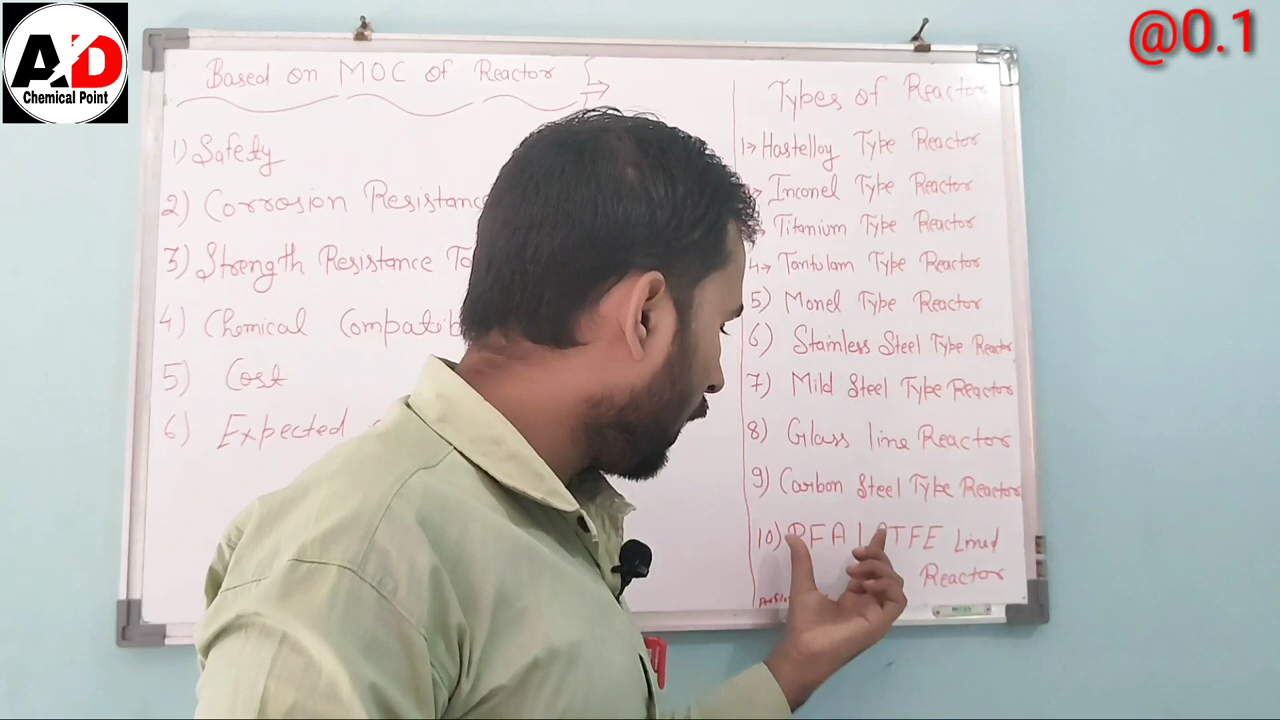 AD
Chemical Point
@0.1
Based on MOC of Reactor
1) Safety
2) Corrosion Resistance
3) Strength Resistance To
4) Chemical Compatib
5) Cost
6) Expected
Types of Reactor
1→ Hastelloy Type Reactor
Inconel Type Reactor
Titanium Type Reactor
4→ Tantulam Type Reactor
5) Monel Type Reactor
6) Stainless Steel Type Reactor
7) Mild Steel Type Reactor
8) Glass line Reactor
9) Carbon Steel Type Reactor
10) PFA TFE Lined
Reactor